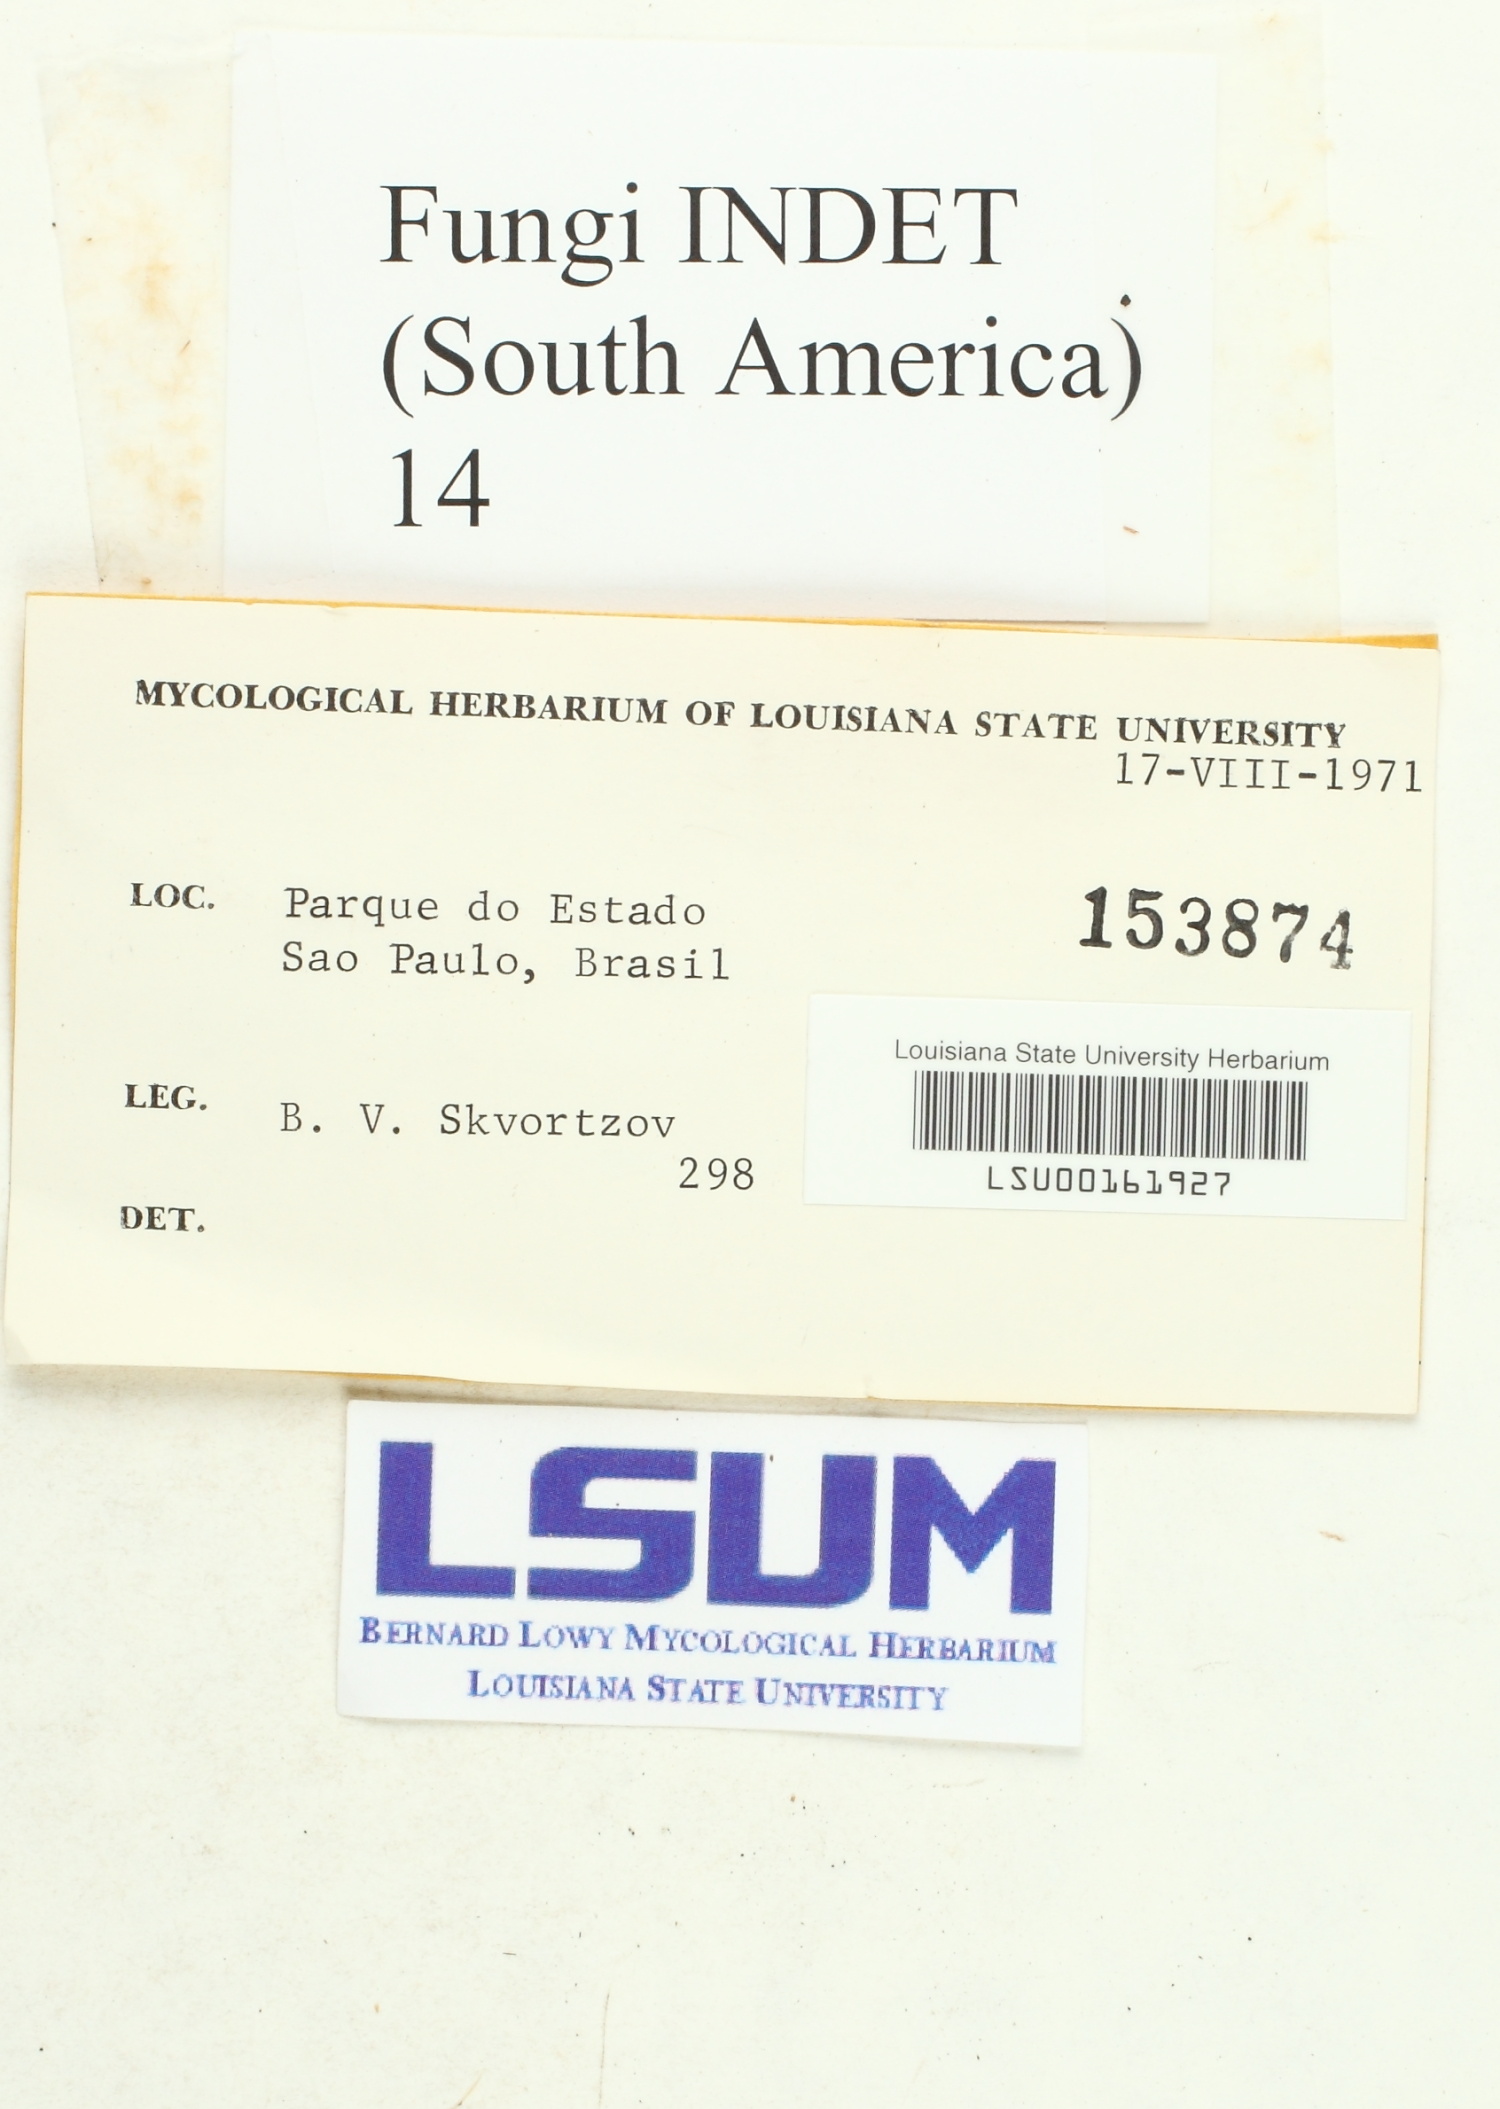 Fungi INDET
(South America)
14
MYCOLOGICAL HERBARIUM OF LOUISIANA STATE UNIVERSITY
17-VIII-1971
LOC. Parque do Estado
Sao Paulo, Brasil
153874
Louisiana State University Herbarium
LSU00161927
LEG. B. V. Skvortzov
298
DET.
LSUM
BERNARD LOWY MYCOLOGICAL HERBARIUM
LOUISIANA STATE UNIVERSITY